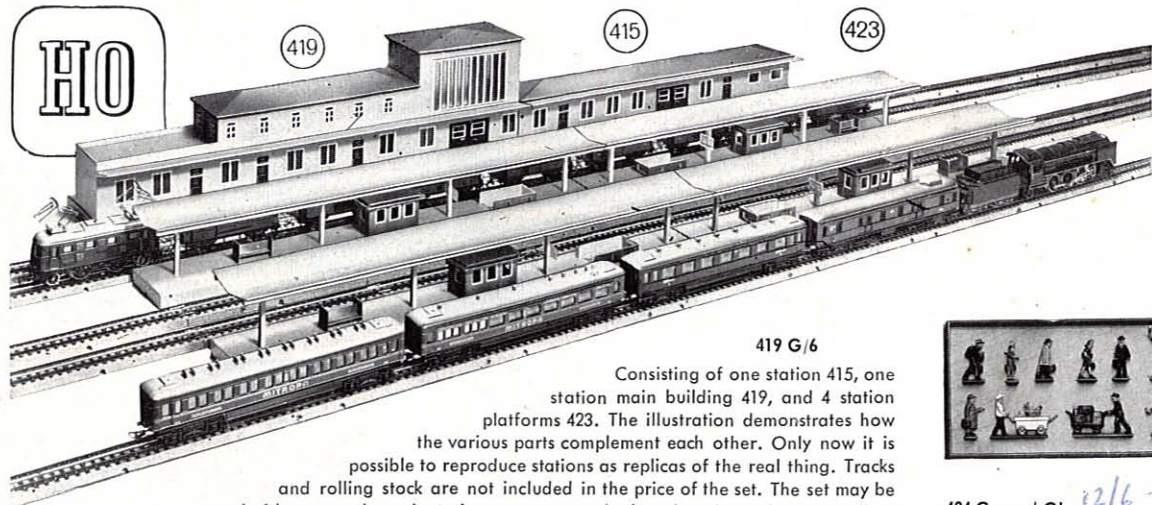 HO
419
415
423
MITROPA
MITROPA
419 G/6
Consisting of one station 415, one
station main building 419, and 4 station
platforms 423. The illustration demonstrates how
the various parts complement each other. Only now it is
possible to reproduce stations as replicas of the real thing. Tracks
and rolling stock are not included in the price of the set. The set may be
12/6